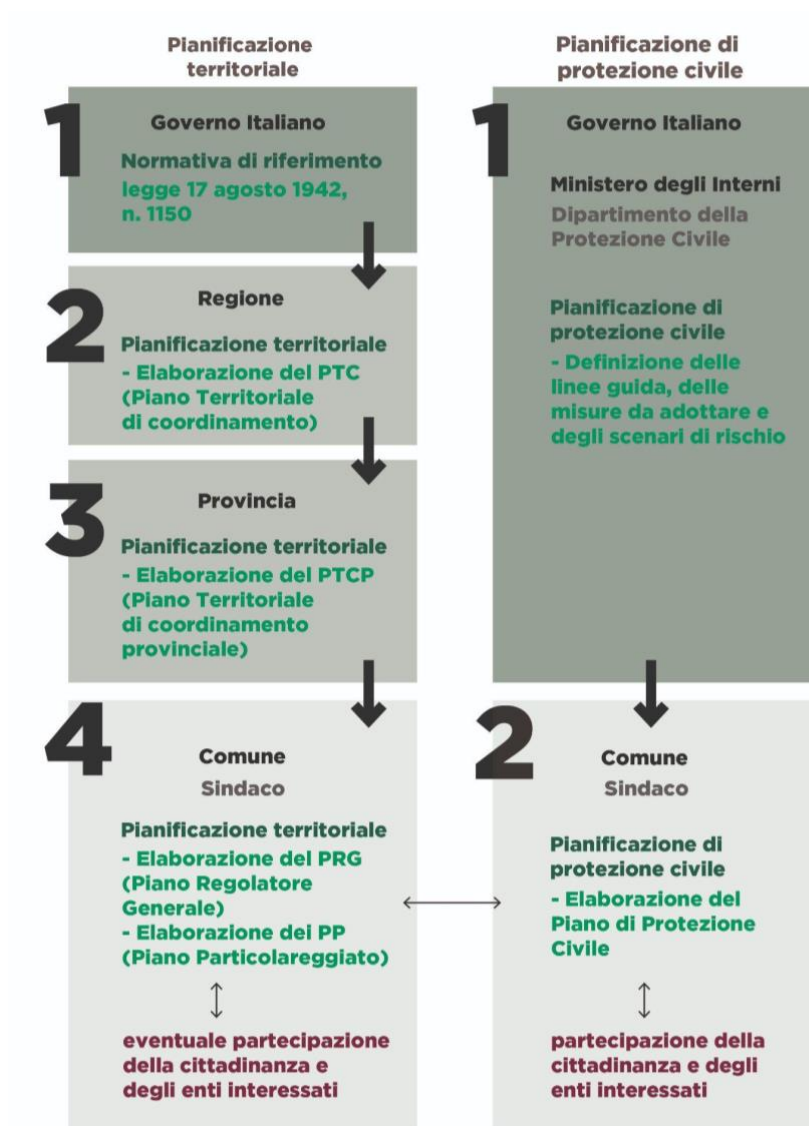 Pianificazione
territoriale
1
Governo Italiano
Normativa di riferimento
legge 17 agosto 1942,
n. 1150
2
Regione
Pianificazione territoriale
- Elaborazione del PTC
(Piano Territoriale
di coordinamento)
3
Provincia
Pianificazione territoriale
- Elaborazione del PTCP
(Piano Territoriale
di coordinamento
provinciale)
4
Comune
Sindaco
Pianificazione territoriale
- Elaborazione del PRG
(Piano Regolatore
Generale)
- Elaborazione dei PP
(Piano Particolareggiato)
eventuale partecipazione
della cittadinanza e
degli enti interessati
Pianificazione di
protezione civile
1
Governo Italiano
Ministero degli Interni
Dipartimento della
Protezione Civile
Pianificazione di
protezione civile
- Definizione delle
linee guida, delle
misure da adottare e
degli scenari di rischio
2
Comune
Sindaco
Pianificazione di
protezione civile
- Elaborazione del
Piano di Protezione
Civile
partecipazione della
cittadinanza e degli
enti interessati